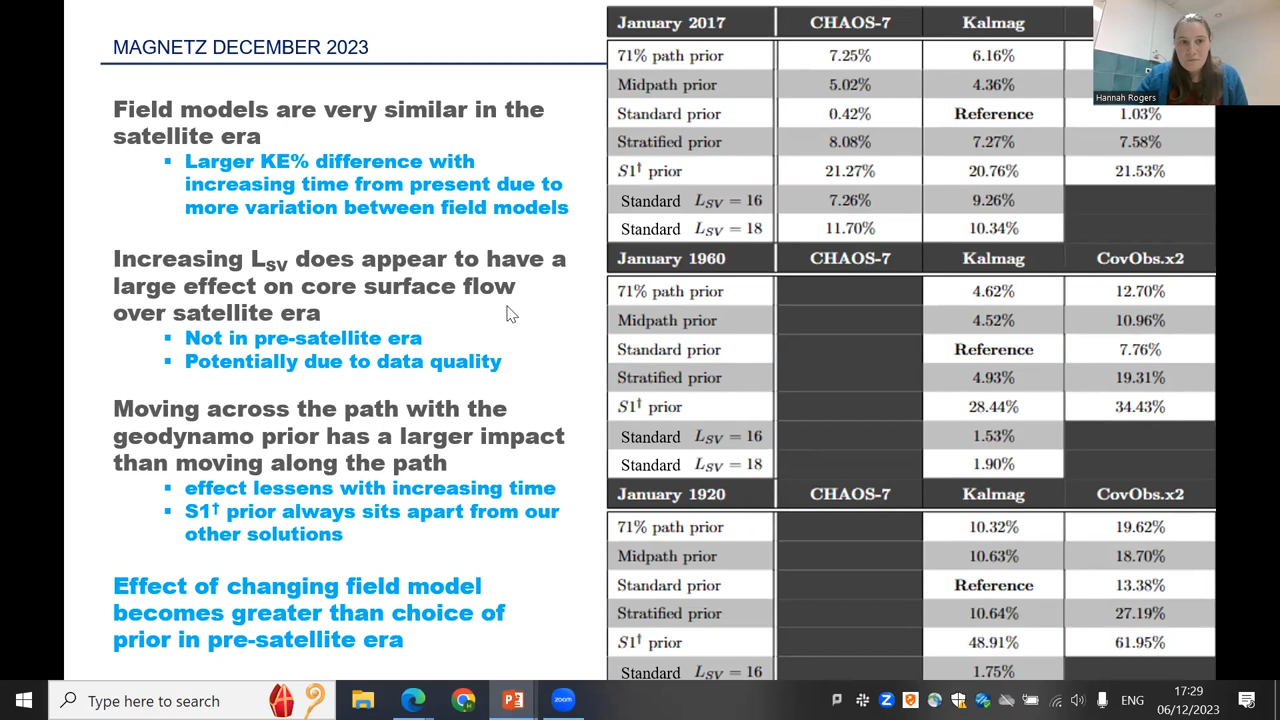 MAGNETZ DECEMBER 2023
Field models are very similar in the
satellite era
▪ Larger KE% difference with
increasing time from present due to
more variation between field models
Increasing LSV does appear to have a
large effect on core surface flow
over satellite era
▪ Not in pre-satellite era
▪ Potentially due to data quality
Moving across the path with the
geodynamo prior has a larger impact
than moving along the path
▪ effect lessens with increasing time
▪ S1† prior always sits apart from our
other solutions
Effect of changing field model
becomes greater than choice of
prior in pre-satellite era
January 2017 CHAOS-7 Kalmag
71% path prior 7.25% 6.16%
Midpath prior 5.02% 4.36%
Standard prior 0.42% Reference 1.03%
Stratified prior 8.08% 7.27% 7.58%
S1† prior 21.27% 20.76% 21.53%
Standard LSV = 16 7.26% 9.26%
Standard LSV = 18 11.70% 10.34%
January 1960 CHAOS-7 Kalmag CovObs.x2
71% path prior 4.62% 12.70%
Midpath prior 4.52% 10.96%
Standard prior Reference 7.76%
Stratified prior 4.93% 19.31%
S1† prior 28.44% 34.43%
Standard LSV = 16 1.53%
Standard LSV = 18 1.90%
January 1920 CHAOS-7 Kalmag CovObs.x2
71% path prior 10.32% 19.62%
Midpath prior 10.63% 18.70%
Standard prior Reference 13.38%
Stratified prior 10.64% 27.19%
S1† prior 48.91% 61.95%
Standard LSV = 16 1.75%
Hannah Rogers
Type here to search
zoom
ENG
17:29
06/12/2023